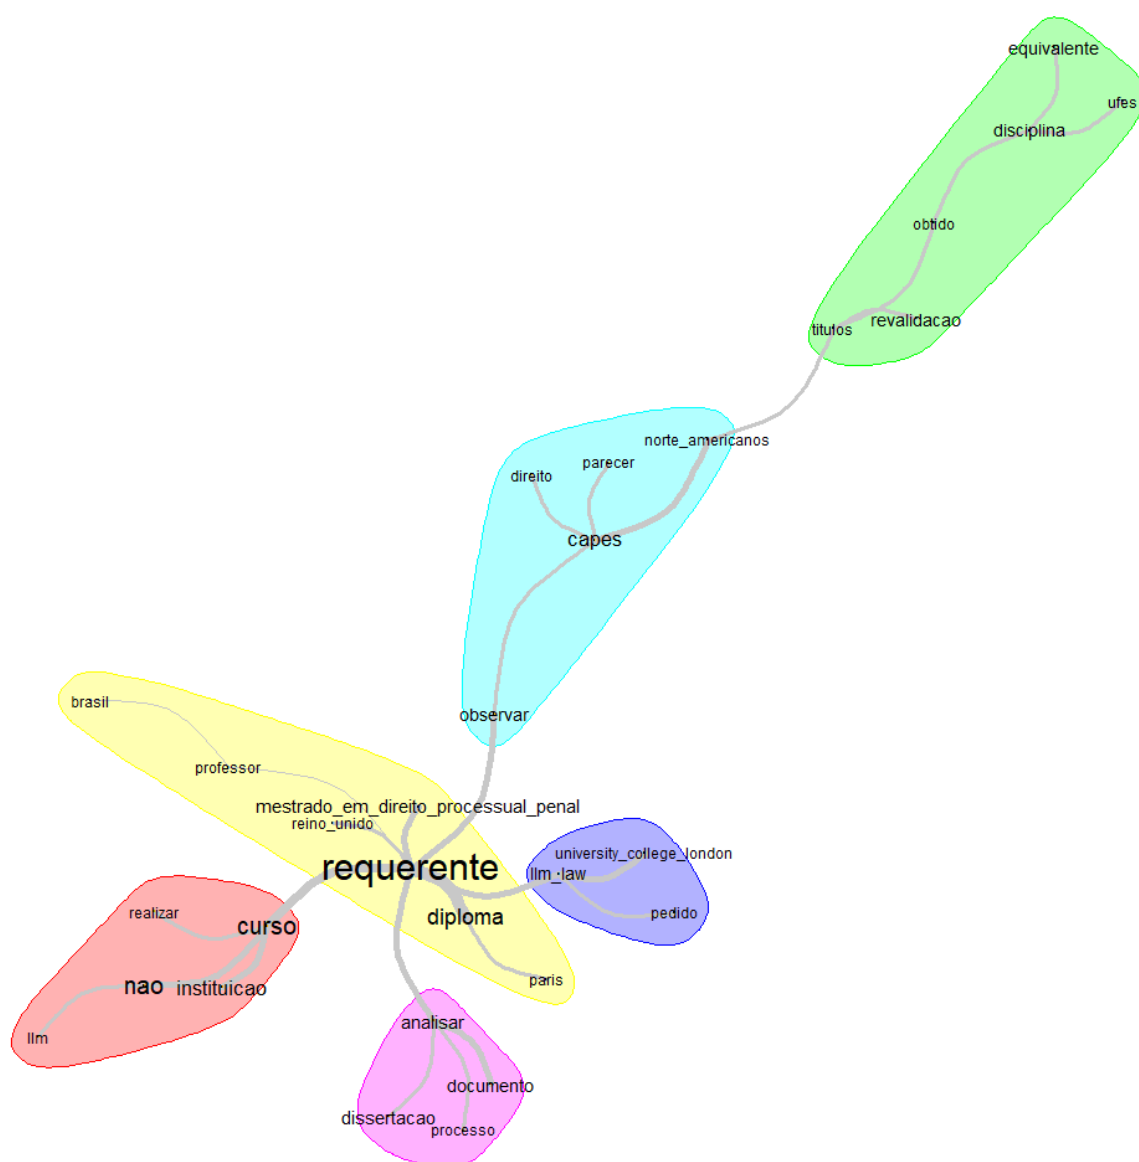 equivalente
ufes
disciplina
obtido
revalidacao
titulos
norte_americanos
parecer
direito
capes
brasil
observar
professor
mestrado_em_direito_processual_penal
reino_unido
university_college_london
requerente
llm_law
realizar
diploma
pedido
curso
nao
instituicao
paris
analisar
llm
documento
dissertacao
processo